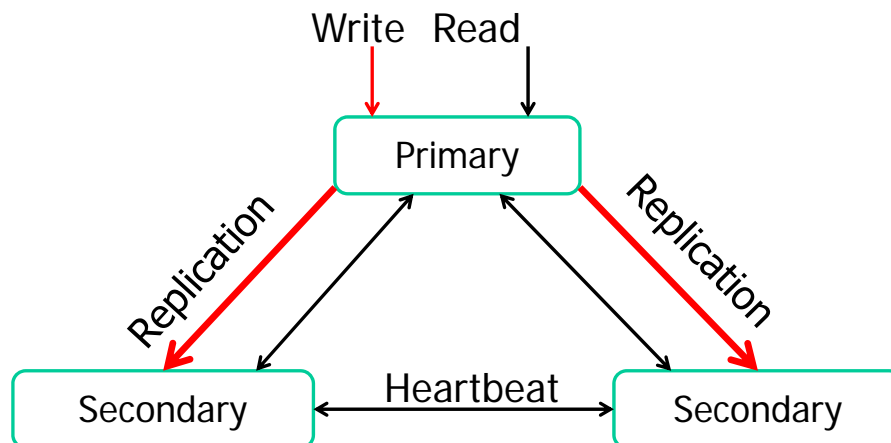 Write Read
Primary
Replication
Replication
Heartbeat
Secondary
Secondary